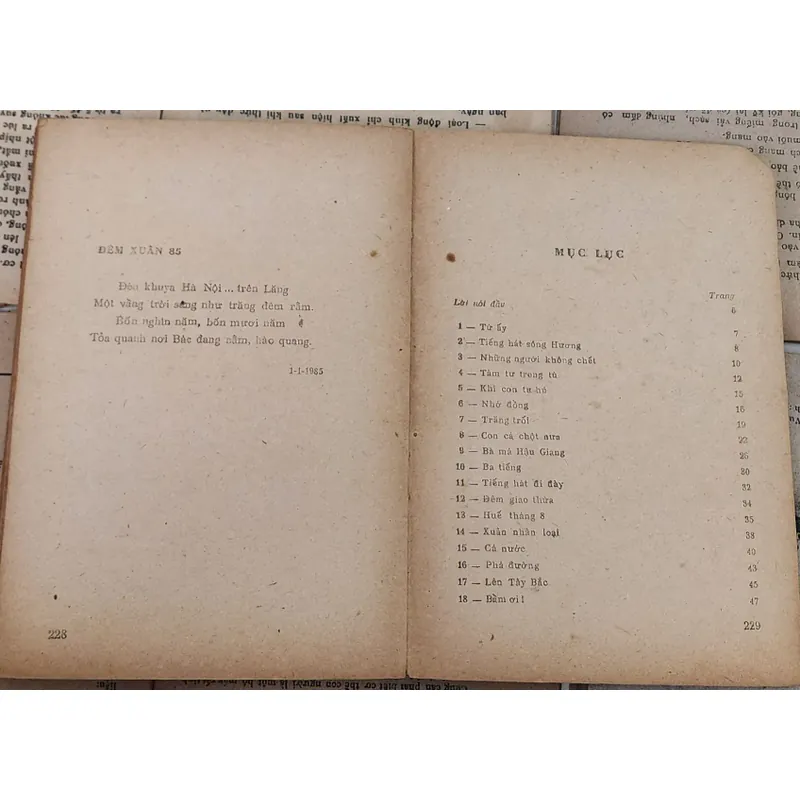 ĐÊM XUÂN 85
Đèn khuya Hà Nội... trên Lăng
Một vầng trời sáng như trăng đêm rằm.
Bốn nghìn năm, bốn mươi năm
Tỏa quanh nơi Bác đang nằm, hào quang.
1-1-1985
228
MỤC LỤC
Trang
Lời nói đầu 5
1 — Từ ấy 7
2 — Tiếng hát sông Hương 8
3 — Những người không chết 10
4 — Tâm tư trong tù 12
5 — Khi con tu hú 15
6 — Nhớ đồng 16
7 — Trăng trối 19
8 — Con cá chột nưa 22
9 — Bà má Hậu Giang 25
10 — Ba tiếng 30
11 — Tiếng hát đi đày 32
12 — Đêm giao thừa 34
13 — Huế tháng 8 35
14 — Xuân nhân loại 38
15 — Cá nước 40
16 — Phá đường 43
17 — Lên Tây Bắc 45
18 — Bầm ơi! 47
229